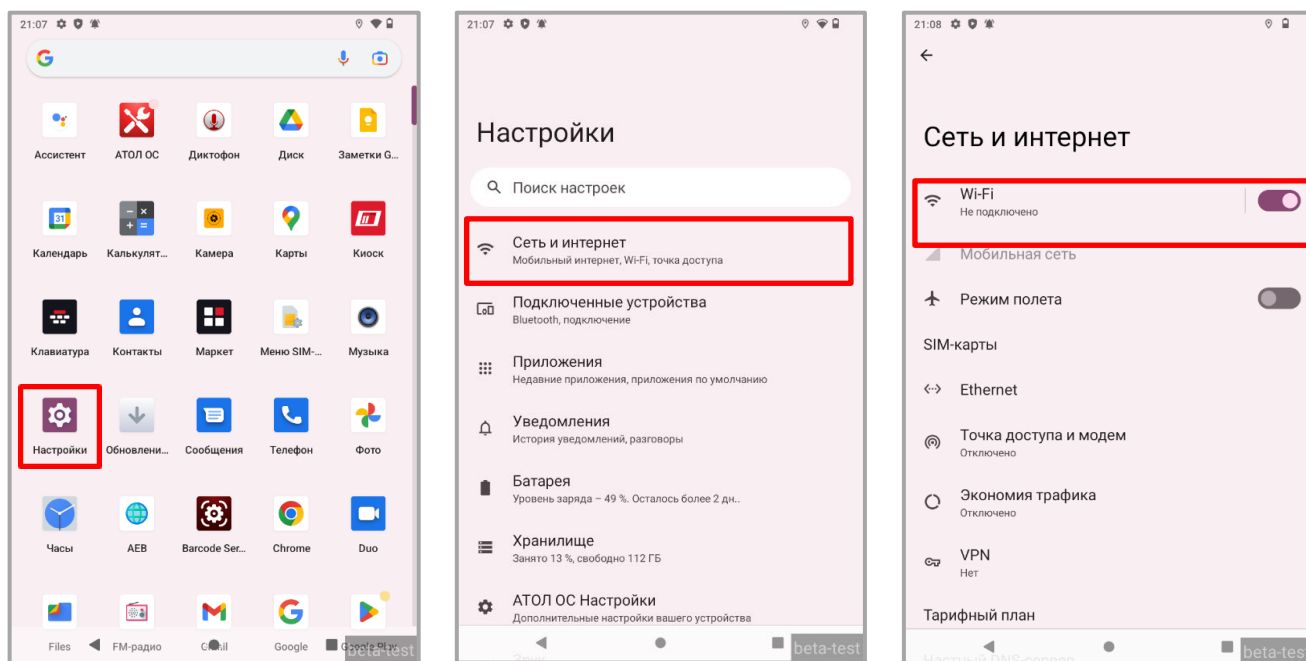 21:07
Ассистент АТОЛ ОС Диктофон Диск Заметки G...
31
Календарь Калькулят... Камера Карты Киоск
Клавиатура Контакты Маркет Меню SIM-... Музыка
Настройки Обновлени... Сообщения Телефон Фото
Часы AEB Barcode Ser... Chrome Duo
Files FM-радио Gmail Google Google Play
beta-test
21:07
Настройки
Поиск настроек
Сеть и интернет
Мобильный интернет, Wi-Fi, точка доступа
Подключенные устройства
Bluetooth, подключение
Приложения
Недавние приложения, приложения по умолчанию
Уведомления
История уведомлений, разговоры
Батарея
Уровень заряда – 49 %. Осталось более 2 дн..
Хранилище
Занято 13 %, свободно 112 ГБ
АТОЛ ОС Настройки
Дополнительные настройки вашего устройства
Звук
beta-test
21:08
Сеть и интернет
Wi-Fi
Не подключено
Мобильная сеть
Режим полета
SIM-карты
Ethernet
Точка доступа и модем
Отключено
Экономия трафика
Отключено
VPN
Нет
Тарифный план
Частный DNS-сервер
beta-tes